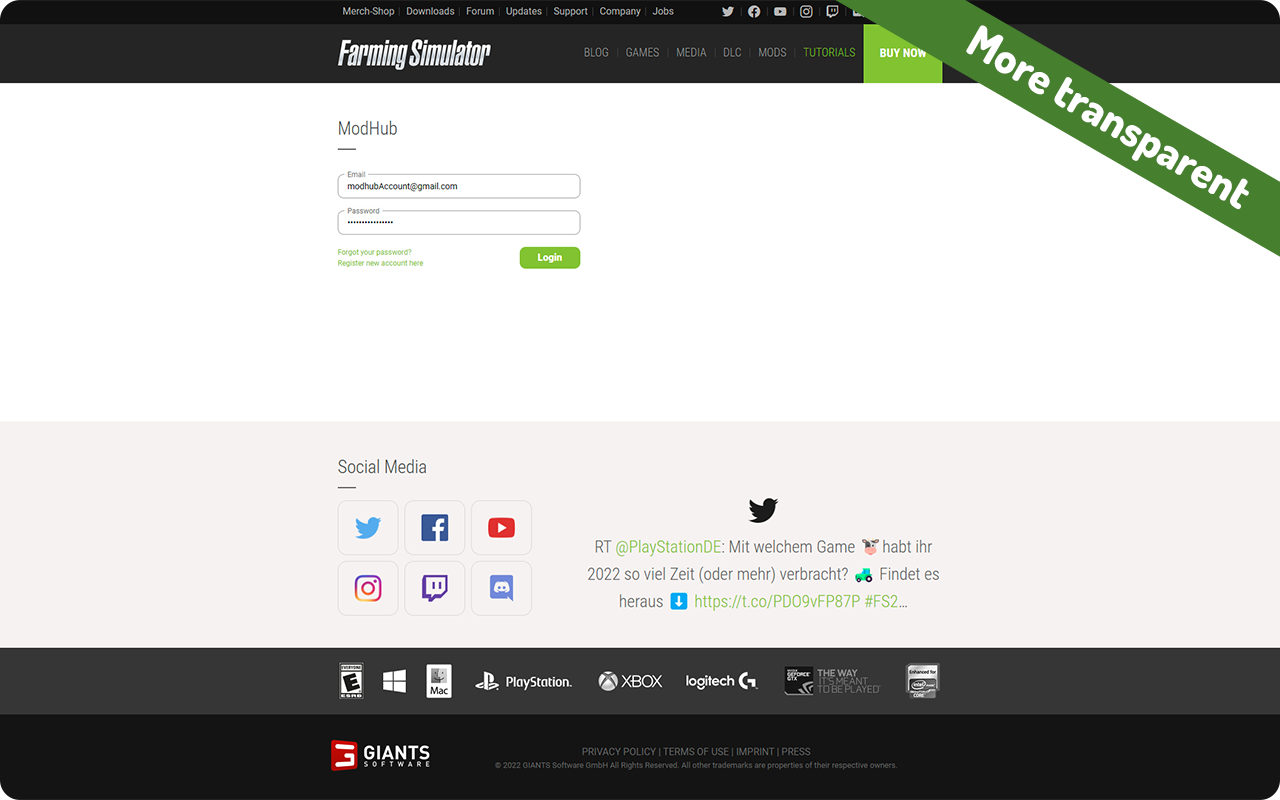 Merch-Shop | Downloads | Forum | Updates | Support | Company | Jobs
Farming Simulator
BLOG | GAMES | MEDIA | DLC | MODS | TUTORIALS
BUY NOW
More transparent
ModHub
Email
modhubAccount@gmail.com
Password
Forgot your password?
Register new account here
Login
Social Media
RT @PlayStationDE: Mit welchem Game 🐮 habt ihr
2022 so viel Zeit (oder mehr) verbracht? 🚜 Findet es
heraus ⬇️ https://t.co/PDO9vFP87P #FS2…
EVERYONE
E
ESRB
Mac
PlayStation.
XBOX
logitech G
NVIDIA
GEFORCE
GTX
THE WAY
IT'S MEANT
TO BE PLAYED
Enhanced for
intel
CORE
GIANTS
SOFTWARE
PRIVACY POLICY | TERMS OF USE | IMPRINT | PRESS
© 2022 GIANTS Software GmbH All Rights Reserved. All other trademarks are properties of their respective owners.